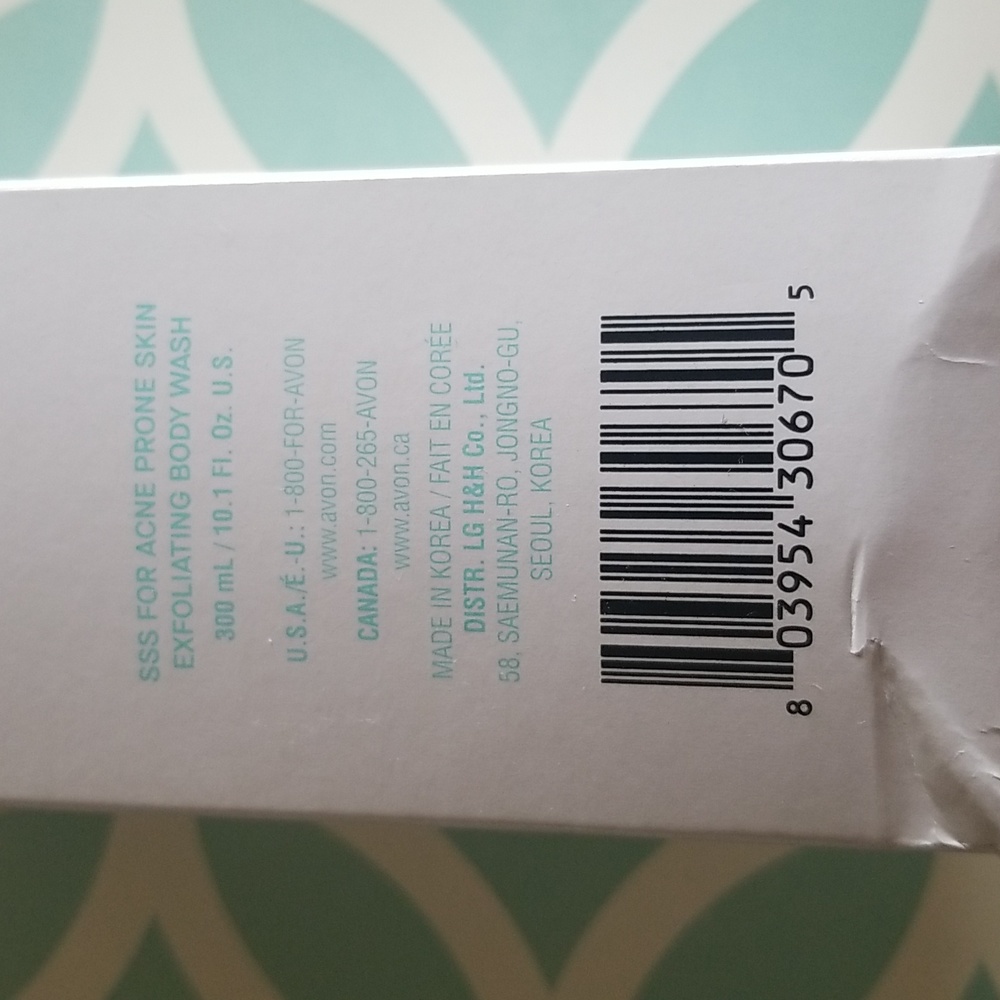 SSS FOR ACNE PRONE SKIN
EXFOLIATING BODY WASH
300 mL / 10.1 Fl. Oz. U.S.
U.S.A./É.-U.: 1-800-FOR-AVON
www.avon.com
CANADA: 1-800-265-AVON
www.avon.ca
MADE IN KOREA / FAIT EN CORÉE
DISTR. LG H&H Co., Ltd.
58, SAEMUNAN-RO, JONGNO-GU,
SEOUL, KOREA
8 03954 30670 5